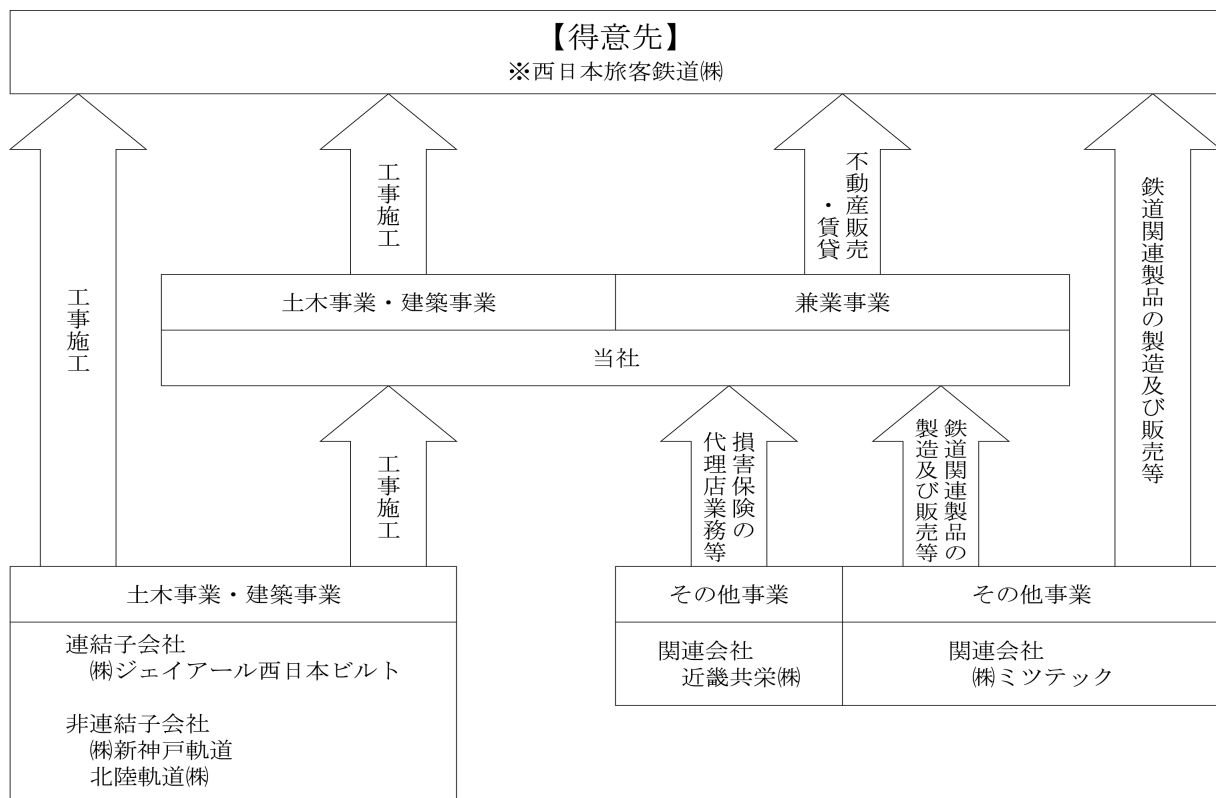 【得意先】
※西日本旅客鉄道㈱
工事施工
工事施工
不動産販売
・賃貸
鉄道関連製品の製造及び販売等
土木事業・建築事業
兼業事業
当社
工事施工
損害保険の
代理店業務等
鉄道関連製品の
製造及び販売等
土木事業・建築事業
その他事業
その他事業
連結子会社
㈱ジェイアール西日本ビルト
非連結子会社
㈱新神戸軌道
北陸軌道㈱
関連会社
近畿共栄㈱
関連会社
㈱ミツテック